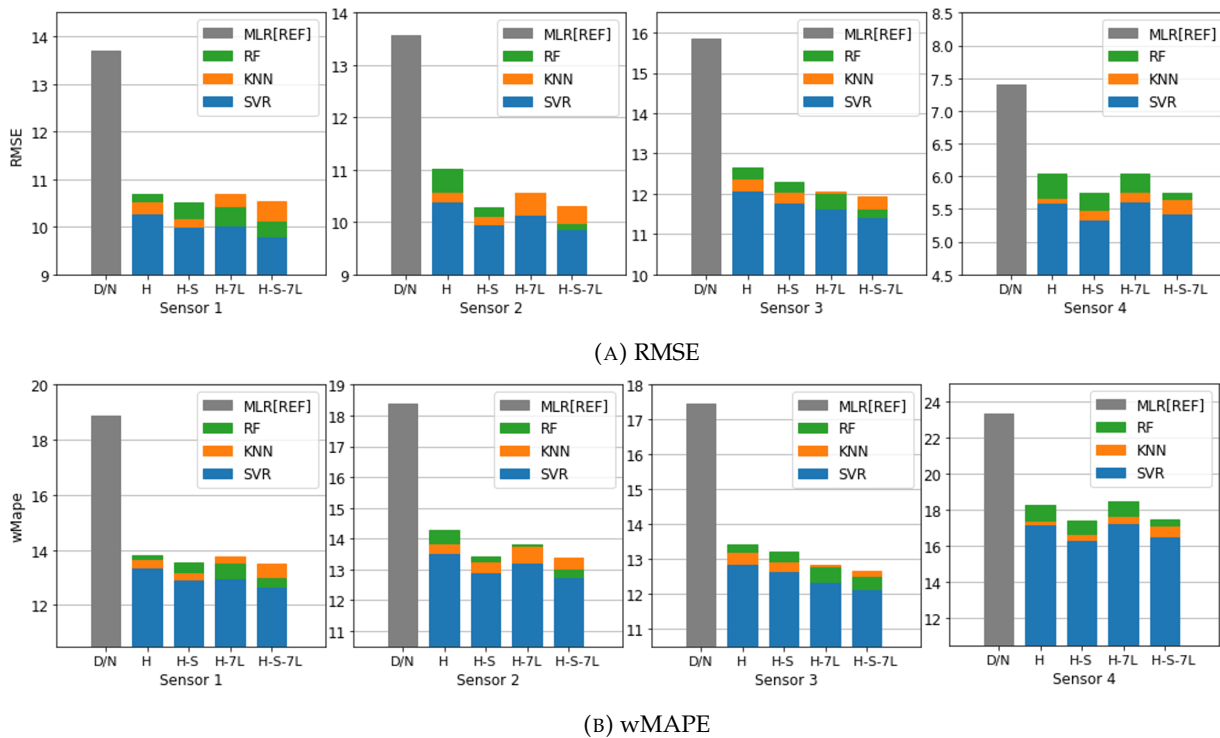 RMSE
14
13
12
11
10
9
MLR[REF]
RF
KNN
SVR
D/N H H-S H-7L H-S-7L
Sensor 1
14
13
12
11
10
9
MLR[REF]
RF
KNN
SVR
D/N H H-S H-7L H-S-7L
Sensor 2
16
15
14
13
12
11
10
MLR[REF]
RF
KNN
SVR
D/N H H-S H-7L H-S-7L
Sensor 3
8.5
8.0
7.5
7.0
6.5
6.0
5.5
5.0
4.5
MLR[REF]
RF
KNN
SVR
D/N H H-S H-7L H-S-7L
Sensor 4
(A) RMSE
wMape
20
18
16
14
12
MLR[REF]
RF
KNN
SVR
D/N H H-S H-7L H-S-7L
Sensor 1
19
18
17
16
15
14
13
12
11
MLR[REF]
RF
KNN
SVR
D/N H H-S H-7L H-S-7L
Sensor 2
18
17
16
15
14
13
12
11
MLR[REF]
RF
KNN
SVR
D/N H H-S H-7L H-S-7L
Sensor 3
24
22
20
18
16
14
12
MLR[REF]
RF
KNN
SVR
D/N H H-S H-7L H-S-7L
Sensor 4
(B) wMAPE